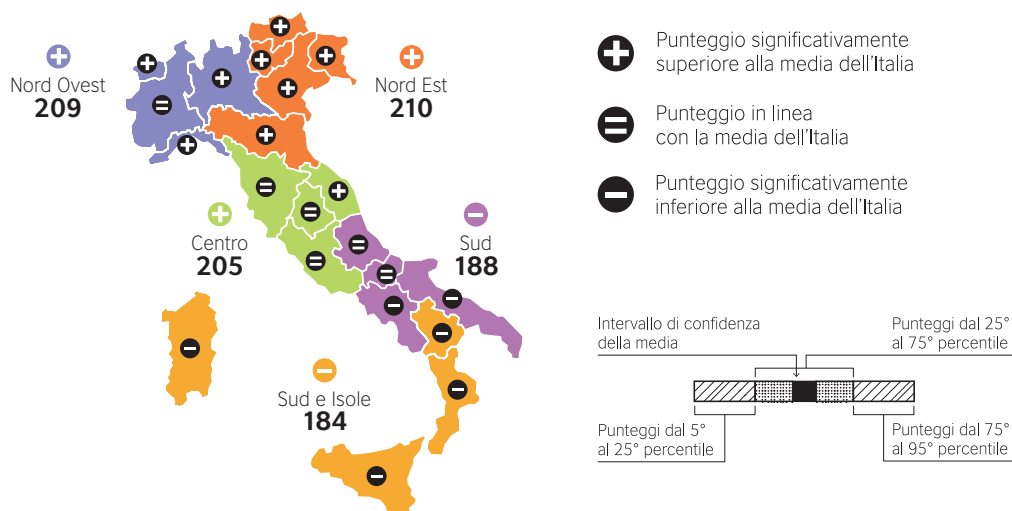 Nord Ovest
209
Nord Est
210
Centro
205
Sud
188
Sud e Isole
184
Punteggio significativamente
superiore alla media dell'Italia
Punteggio in linea
con la media dell'Italia
Punteggio significativamente
inferiore alla media dell'Italia
Intervallo di confidenza
della media
Punteggi dal 25°
al 75° percentile
Punteggi dal 5°
al 25° percentile
Punteggi dal 75°
al 95° percentile